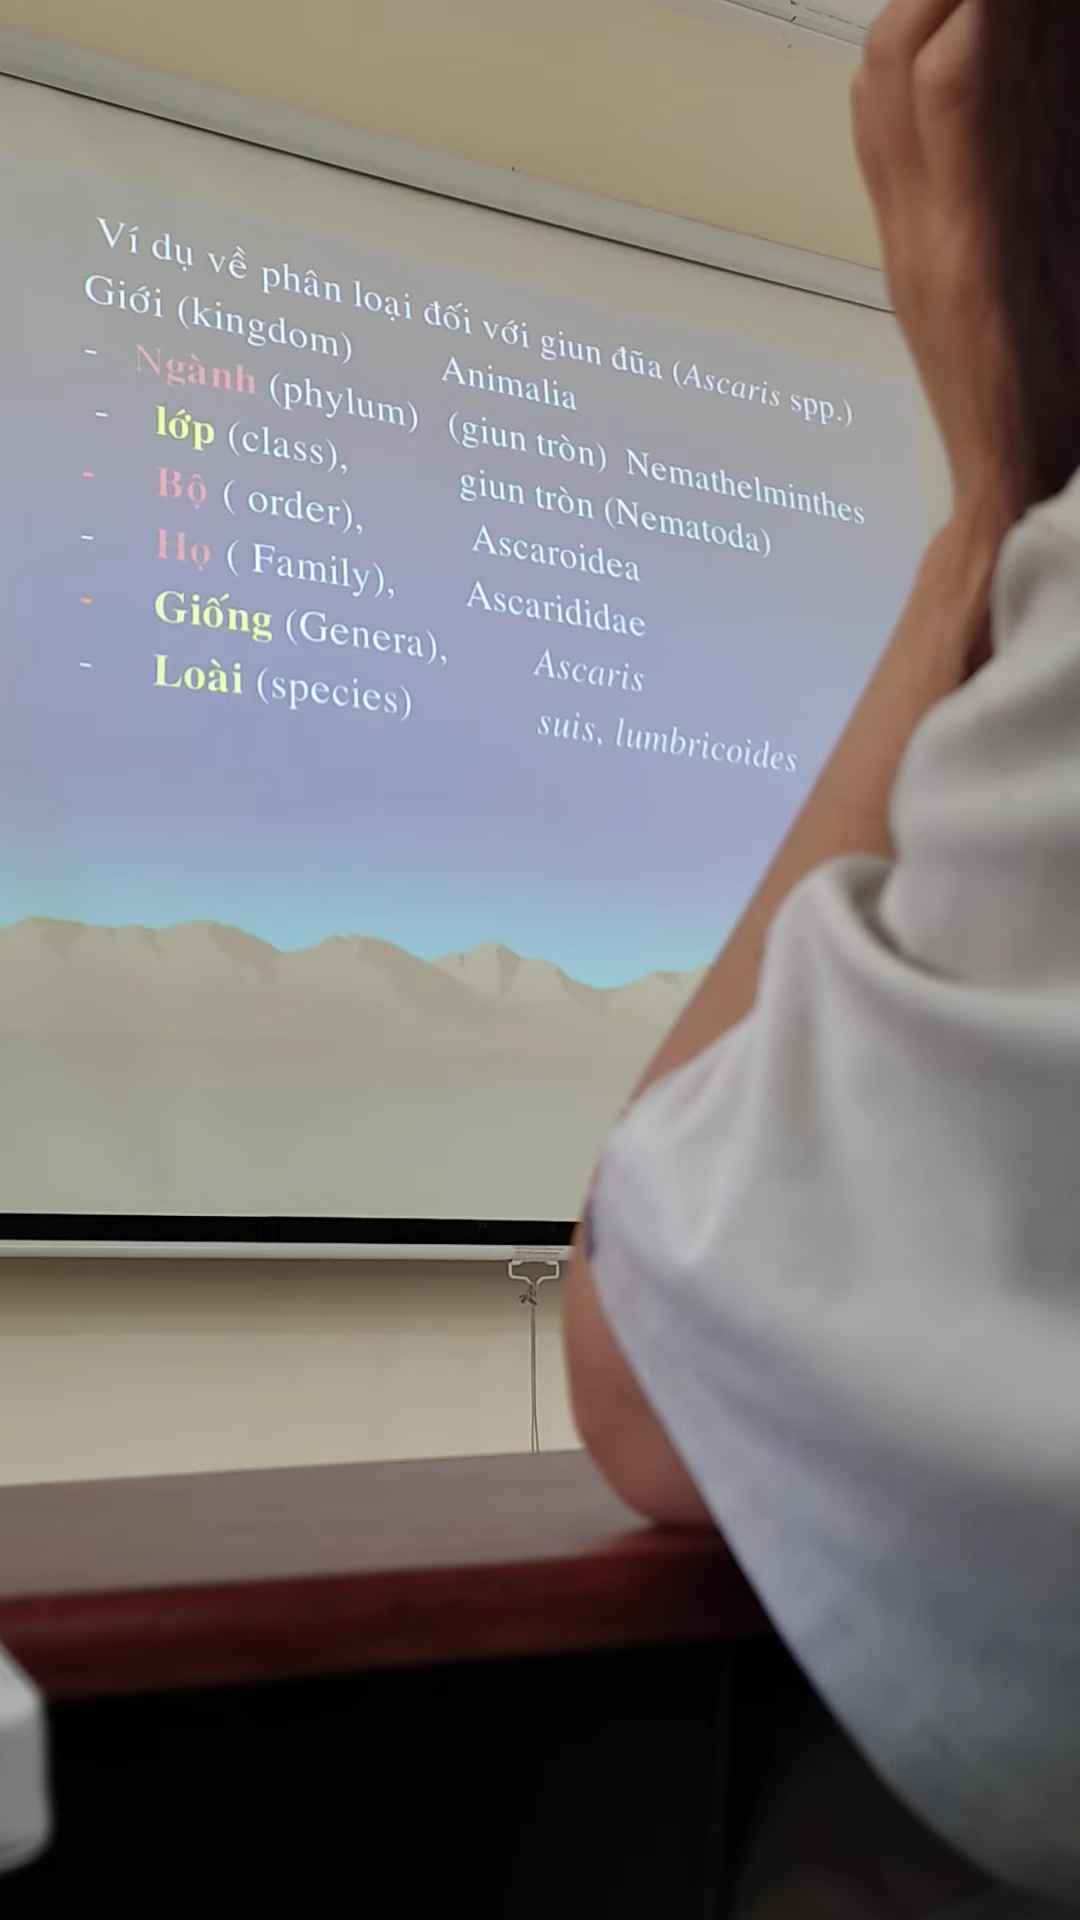 Ví dụ về phân loại đối với giun đũa (Ascaris spp.)
Giới (kingdom) Animalia
- Ngành (phylum) (giun tròn) Nemathelminthes
- lớp (class), giun tròn (Nematoda)
- Bộ ( order), Ascaroidea
- Họ ( Family), Ascarididae
- Giống (Genera), Ascaris
- Loài (species) suis, lumbricoides